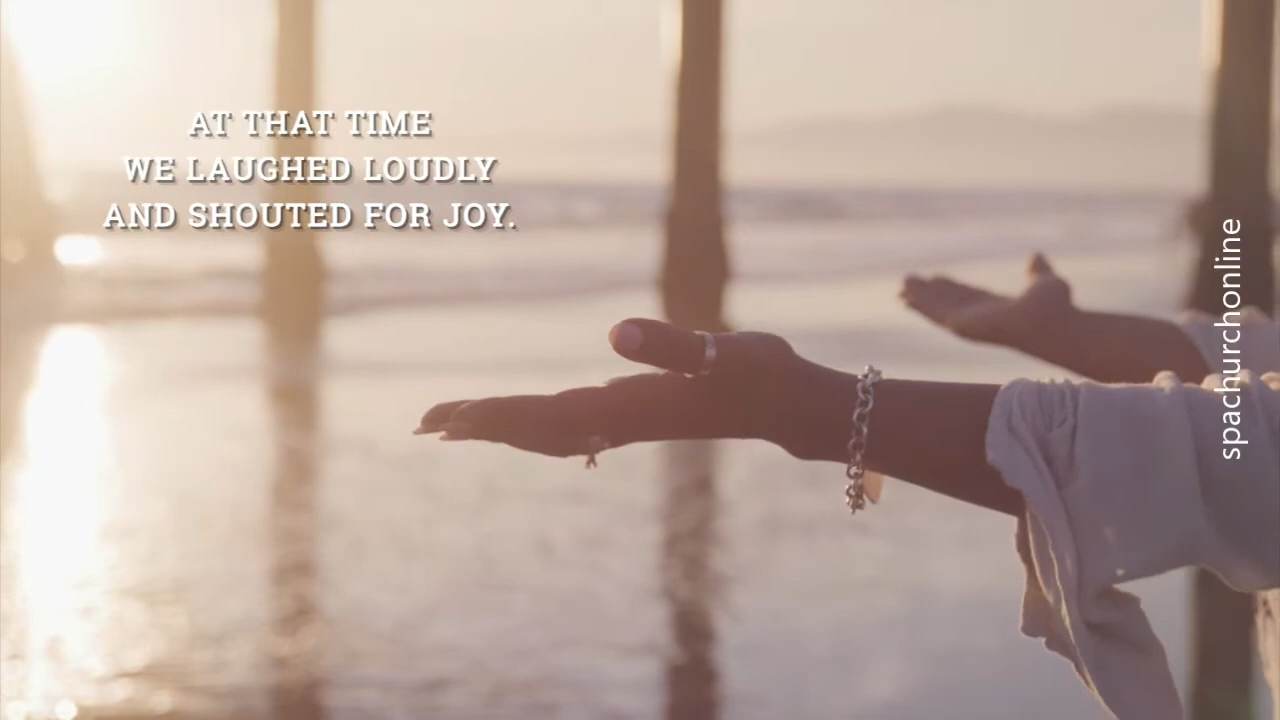 AT THAT TIME
WE LAUGHED LOUDLY
AND SHOUTED FOR JOY.
spachurchonline